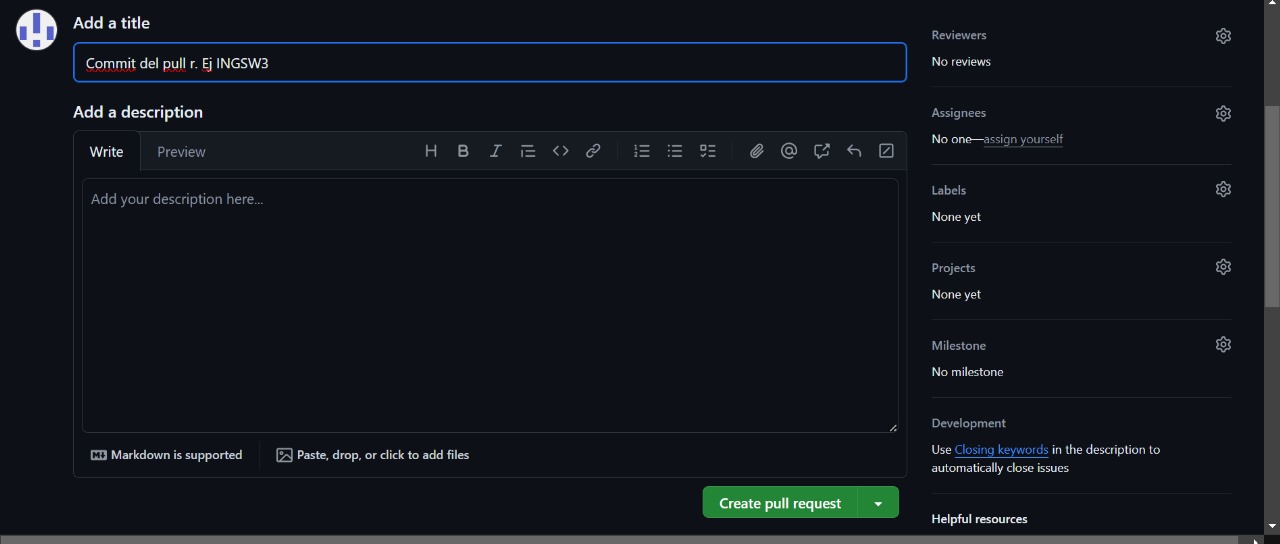 Add a title
Commit del pull r. Ej INGSW3
Add a description
Write Preview
Add your description here...
Markdown is supported
Paste, drop, or click to add files
Create pull request
Reviewers
No reviews
Assignees
No one—assign yourself
Labels
None yet
Projects
None yet
Milestone
No milestone
Development
Use Closing keywords in the description to
automatically close issues
Helpful resources